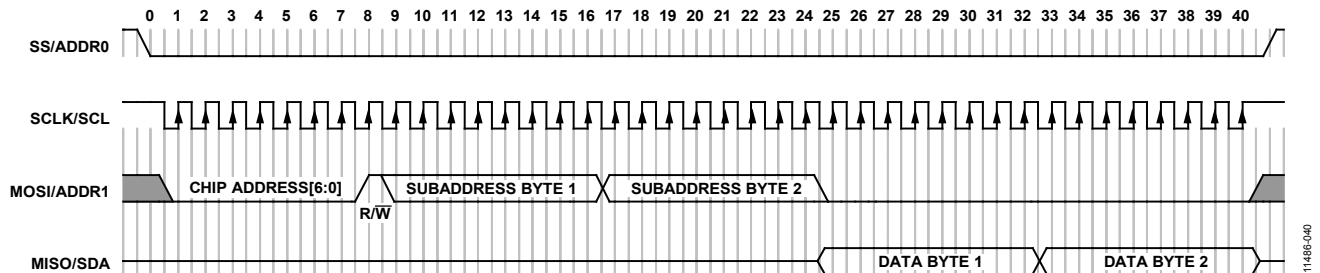 0 1 2 3 4 5 6 7 8 9 10 11 12 13 14 15 16 17 18 19 20 21 22 23 24 25 26 27 28 29 30 31 32 33 34 35 36 37 38 39 40
SS/ADDR0
SCLK/SCL
MOSI/ADDR1
CHIP ADDRESS[6:0]
SUBADDRESS BYTE 1
SUBADDRESS BYTE 2
R/W̅
MISO/SDA
DATA BYTE 1
DATA BYTE 2
11486-040